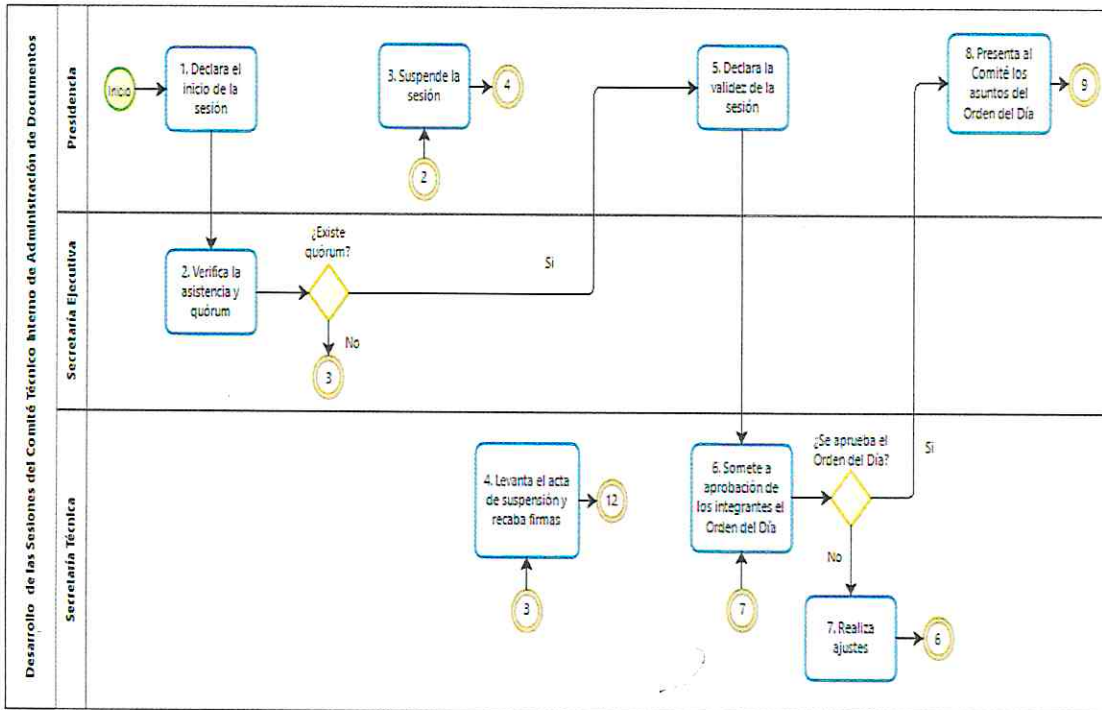 Desarrollo de las Sesiones del Comité Técnico Interno de Administración de Documentos
Presidencia
Inicio
1. Declara el
inicio de la
sesión
3. Suspende la
sesión
4
2
5. Declara la
validez de la
sesión
8. Presenta al
Comité los
asuntos del
Orden del Día
9
Secretaría Ejecutiva
2. Verifica la
asistencia y
quórum
¿Existe
quórum?
Si
No
3
Secretaría Técnica
4. Levanta el acta
de suspensión y
recaba firmas
12
3
6. Somete a
aprobación de
los integrantes el
Orden del Día
7
¿Se aprueba el
Orden del Día?
Si
No
7. Realiza
ajustes
6